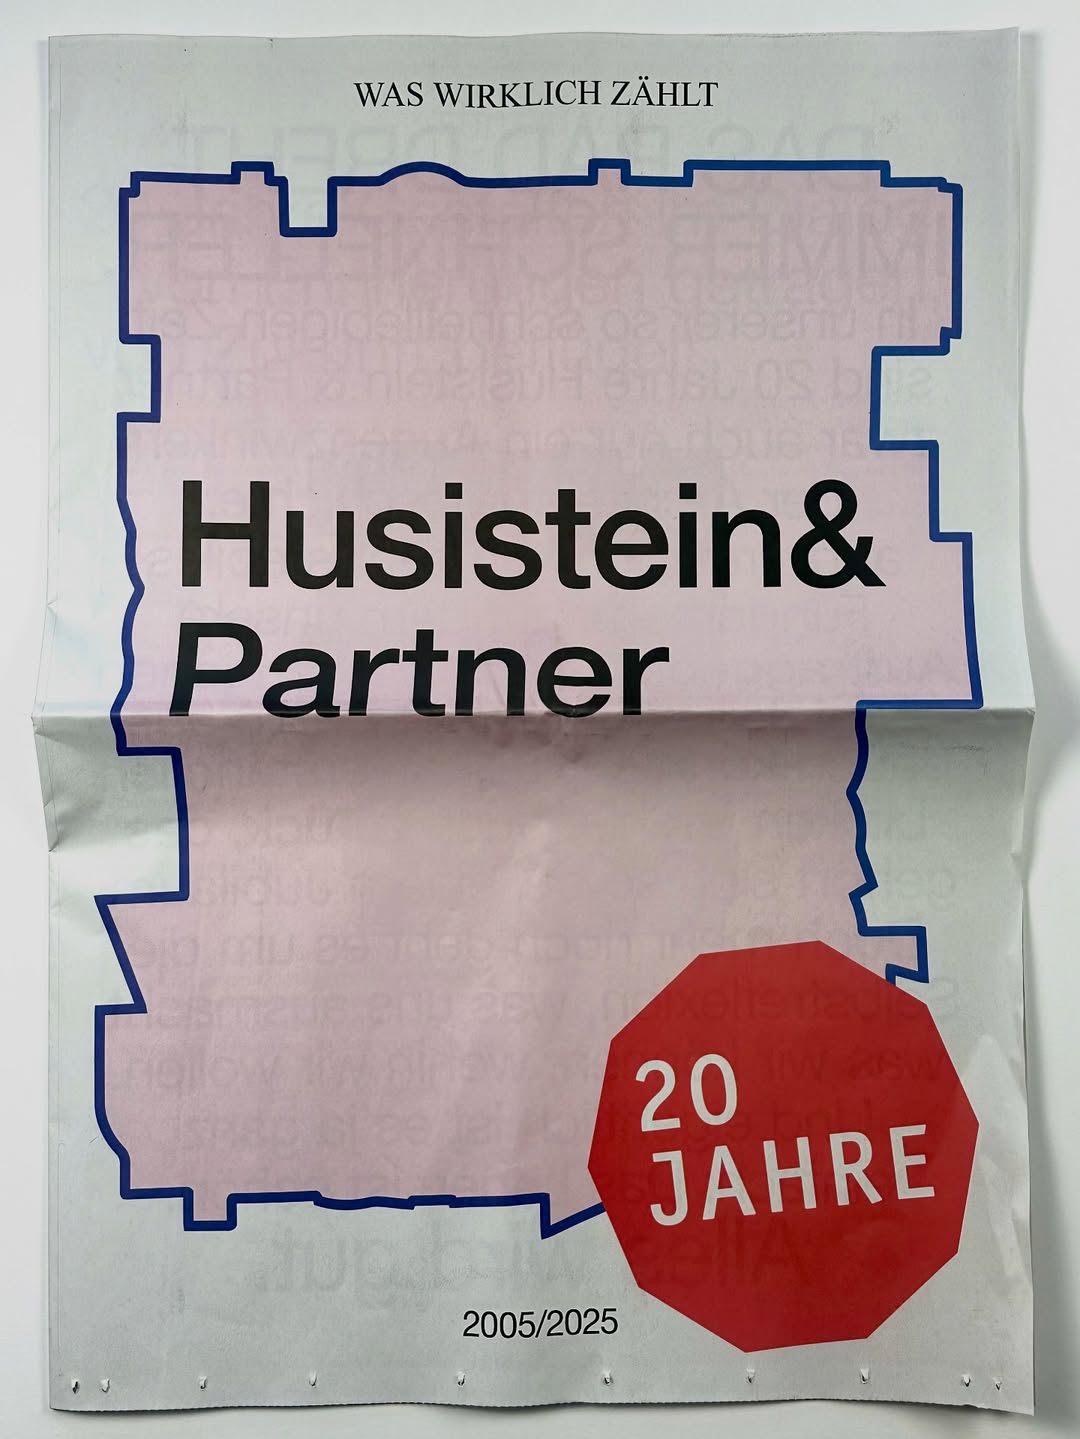 WAS WIRKLICH ZÄHLT
Husistein&
Partner
20
JAHRE
2005/2025